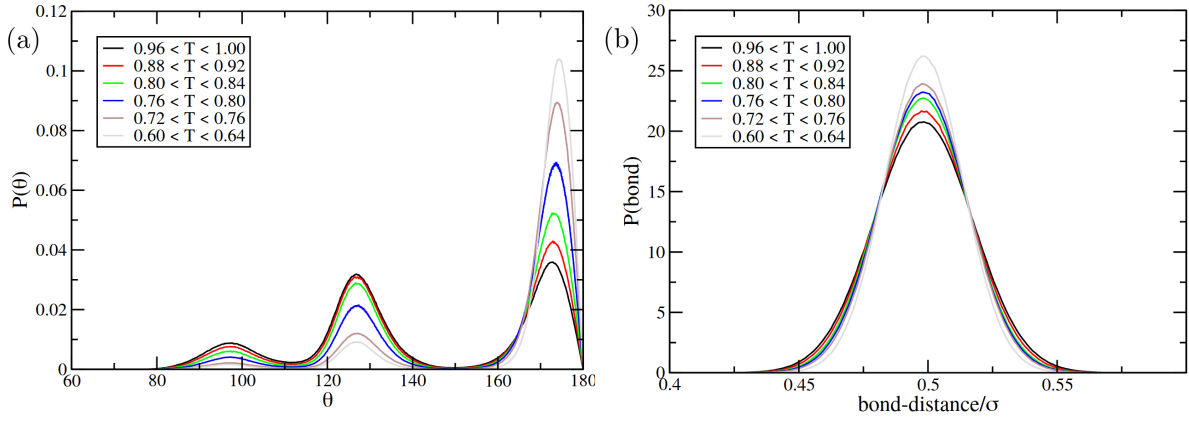 (a)
0.12
0.1
0.08
0.06
0.04
0.02
0
P(θ)
0.96 < T < 1.00
0.88 < T < 0.92
0.80 < T < 0.84
0.76 < T < 0.80
0.72 < T < 0.76
0.60 < T < 0.64
60 80 100 120 140 160 180
θ
(b)
30
25
20
15
10
5
0
P(bond)
0.96 < T < 1.00
0.88 < T < 0.92
0.80 < T < 0.84
0.76 < T < 0.80
0.72 < T < 0.76
0.60 < T < 0.64
0.4 0.45 0.5 0.55
bond-distance/σ